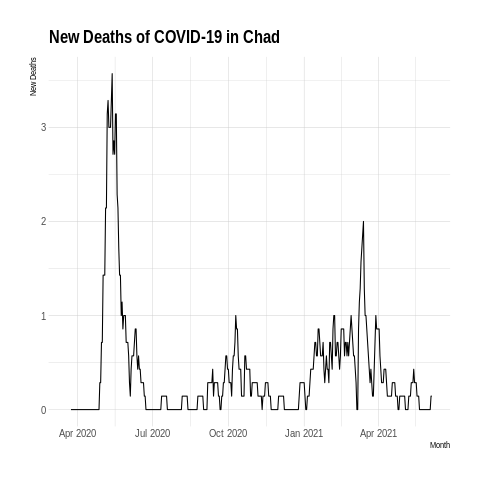 New Deaths of COVID-19 in Chad
New Deaths
3
2
1
0
Apr 2020 Jul 2020 Oct 2020 Jan 2021 Apr 2021
Month